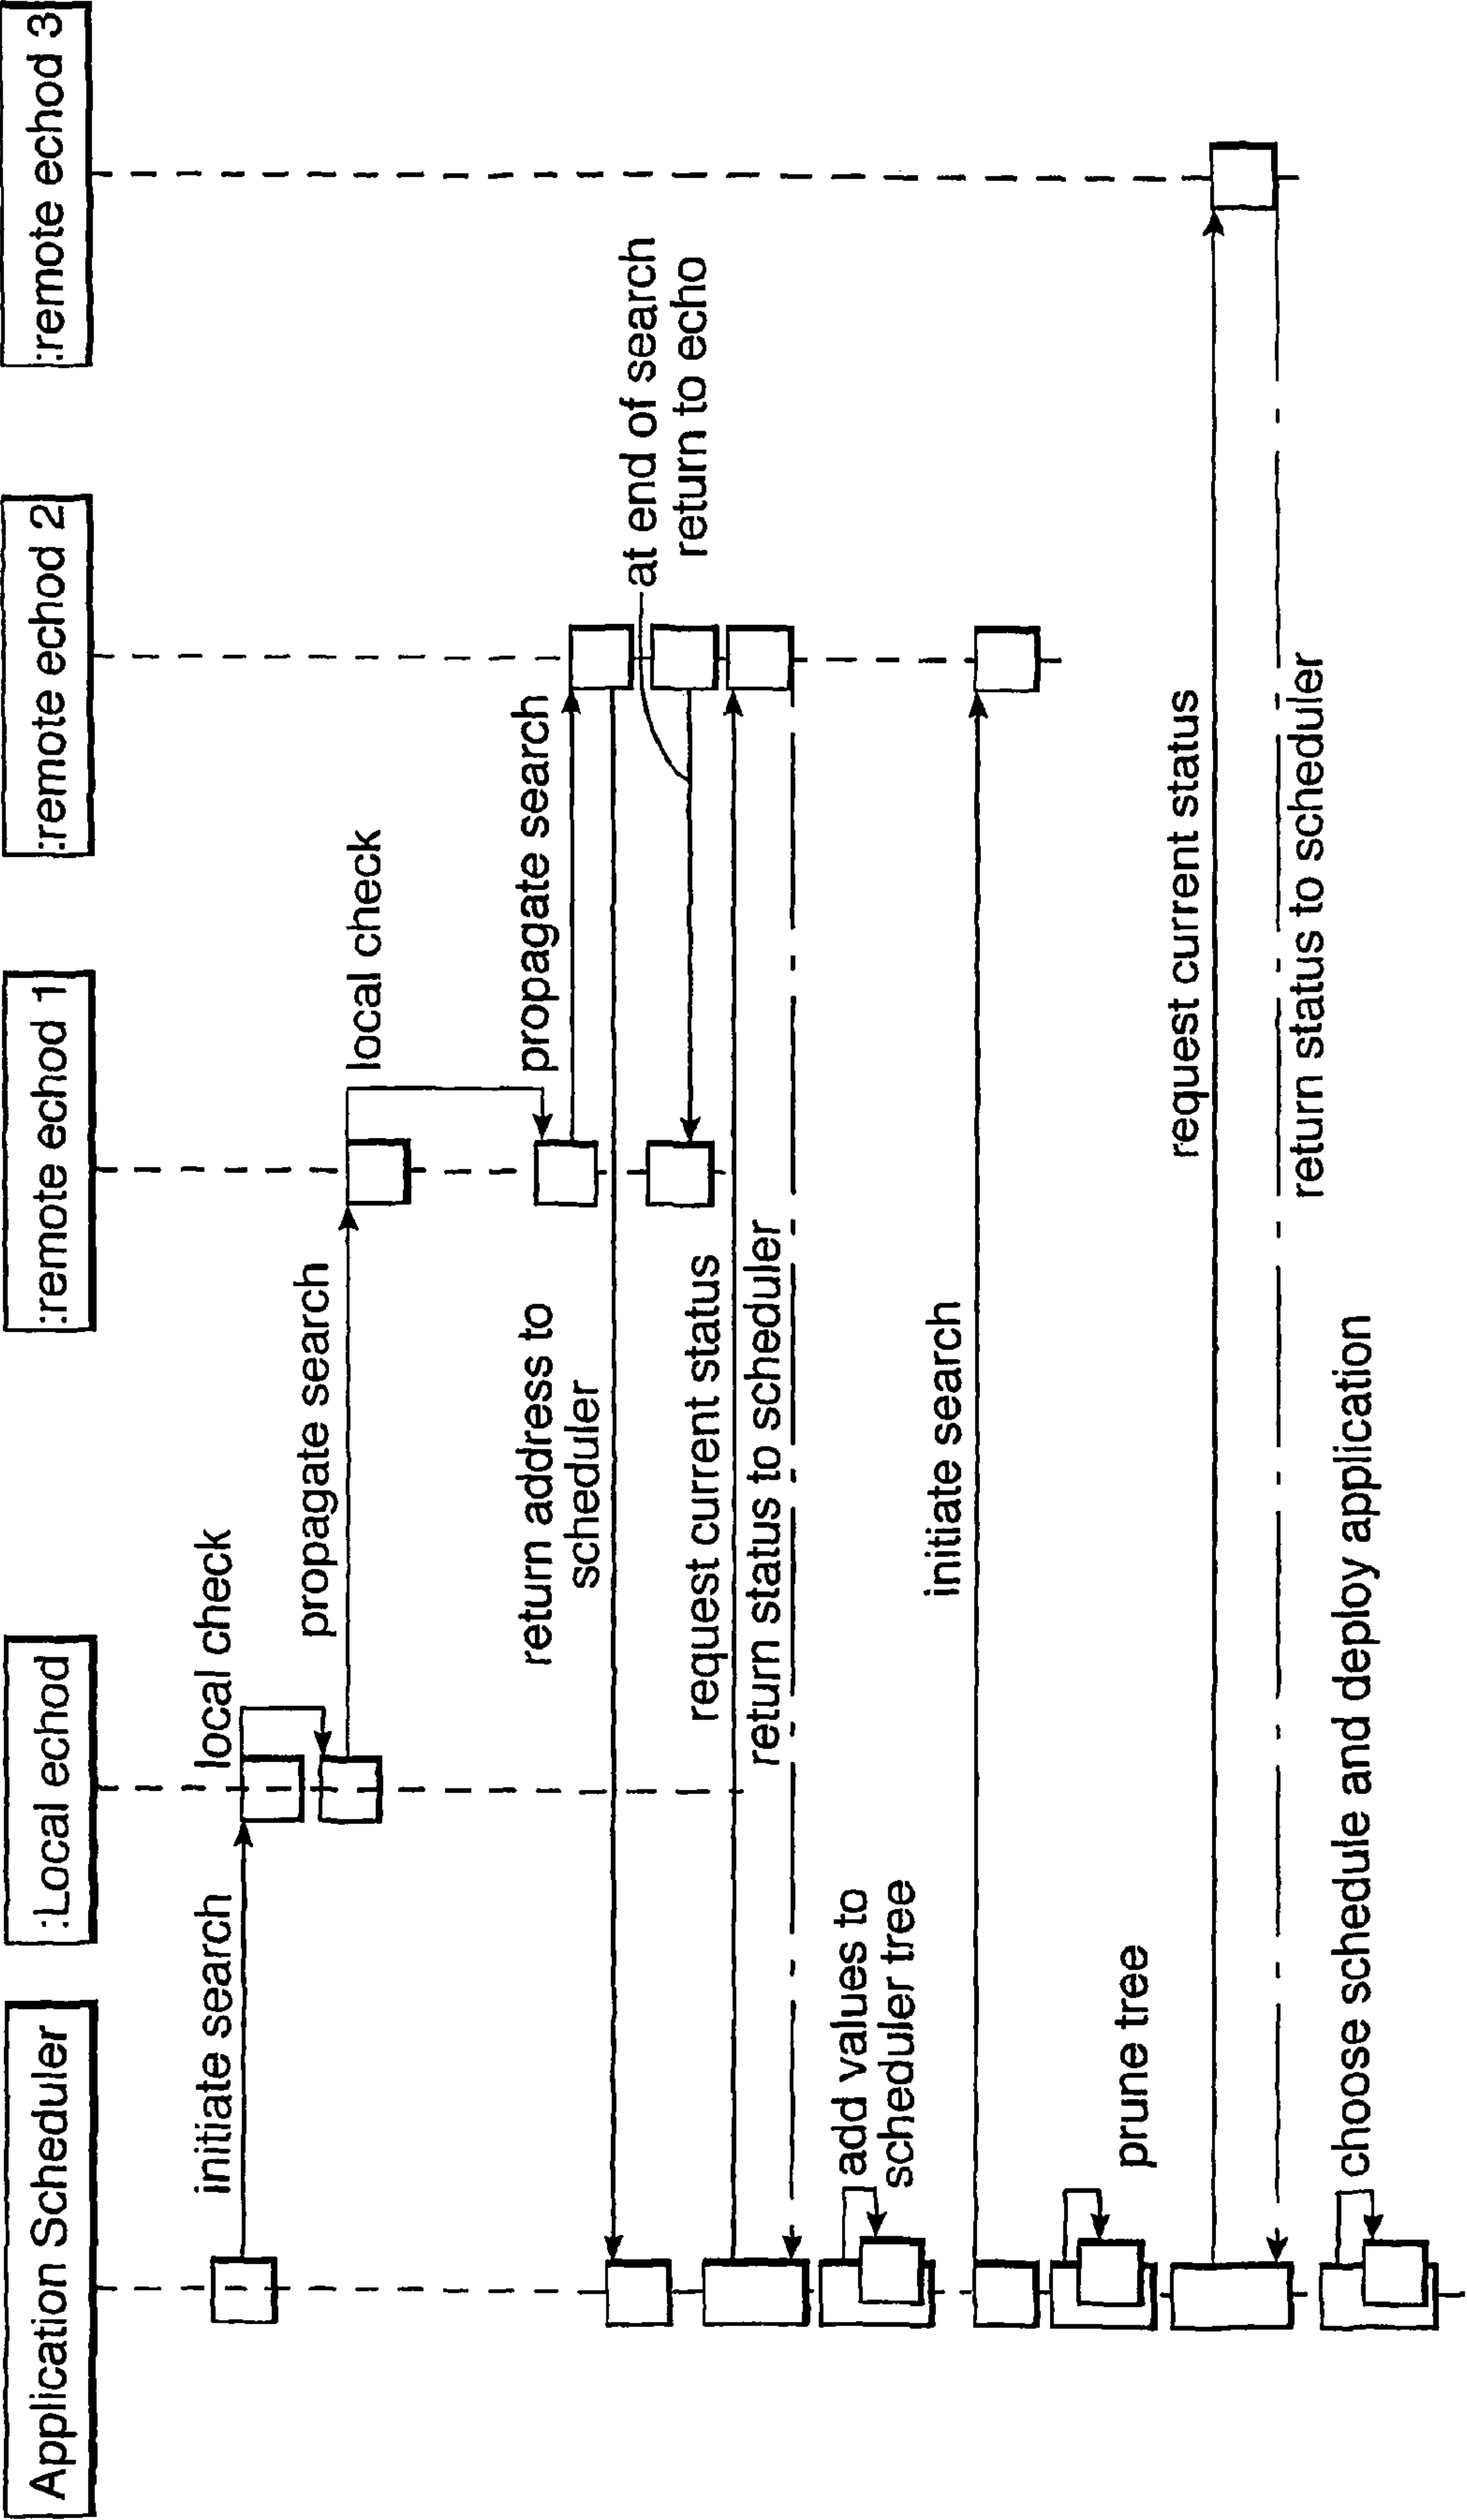 Application Scheduler
:Local echod
:remote echod 1
:remote echod 2
:remote echod 3
initiate search
local check
propagate search
local check
propagate search
return address to
scheduler
at end of search
return to echo
request current status
return status to scheduler
add values to
scheduler tree
initiate search
prune tree
request current status
return status to scheduler
choose schedule and deploy application